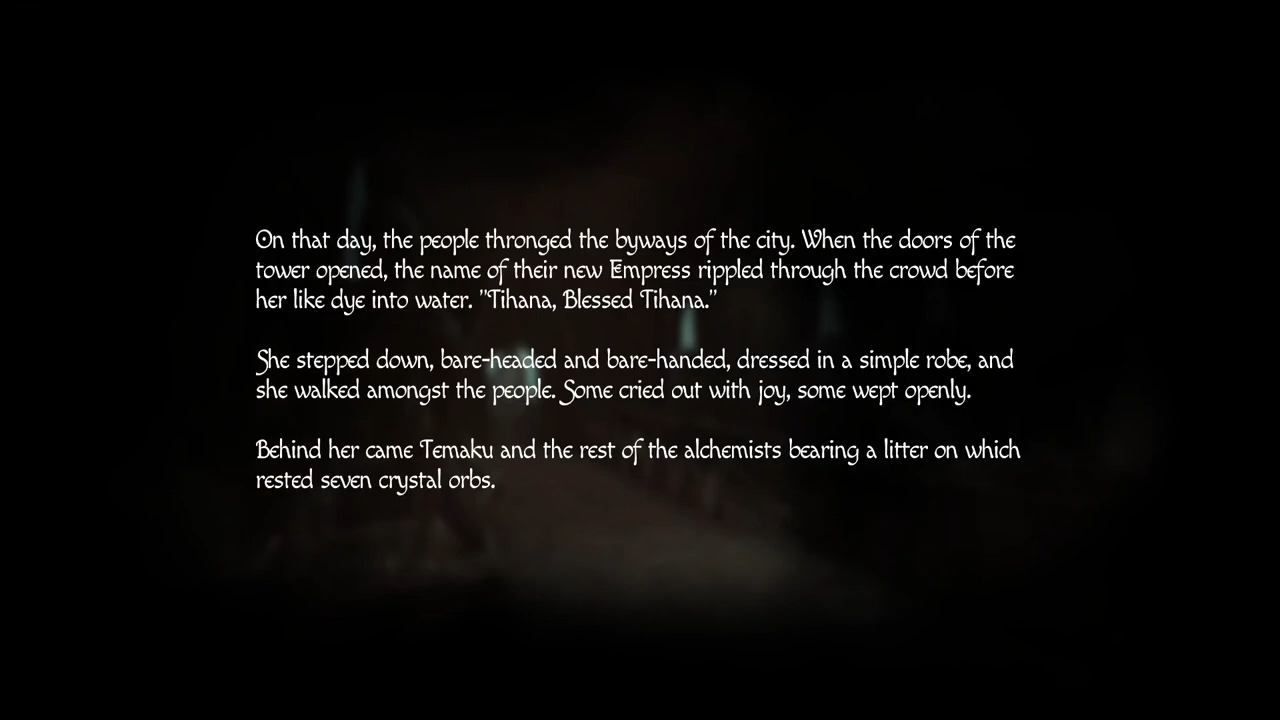 On that day, the people thronged the byways of the city. When the doors of the
tower opened, the name of their new Empress rippled through the crowd before
her like dye into water. "Tihana, Blessed Tihana."
She stepped down, bare-headed and bare-handed, dressed in a simple robe, and
she walked amongst the people. Some cried out with joy, some wept openly.
Behind her came Temaku and the rest of the alchemists bearing a litter on which
rested seven crystal orbs.